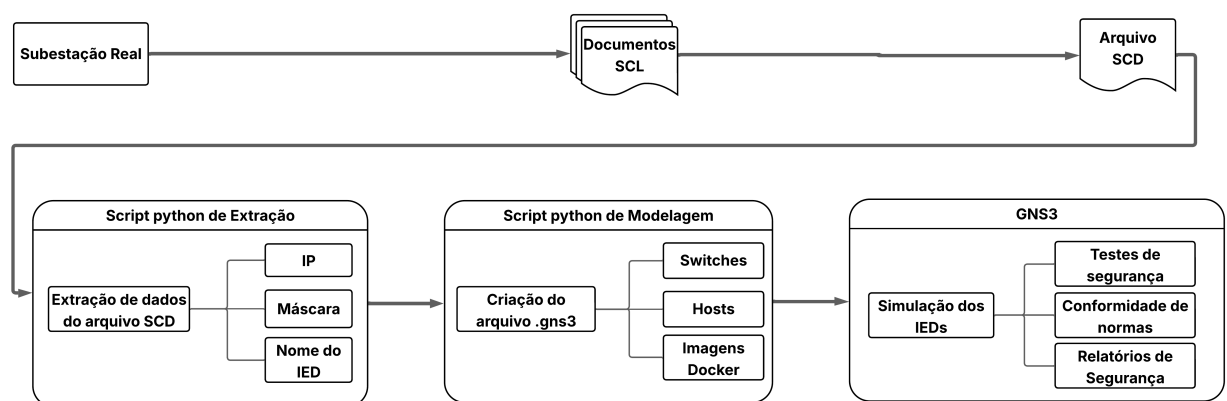 Subestação Real
Documentos
SCL
Arquivo
SCD
Script python de Extração
Extração de dados
do arquivo SCD
IP
Máscara
Nome do
IED
Script python de Modelagem
Criação do
arquivo .gns3
Switches
Hosts
Imagens
Docker
GNS3
Simulação dos
IEDs
Testes de
segurança
Conformidade de
normas
Relatórios de
Segurança